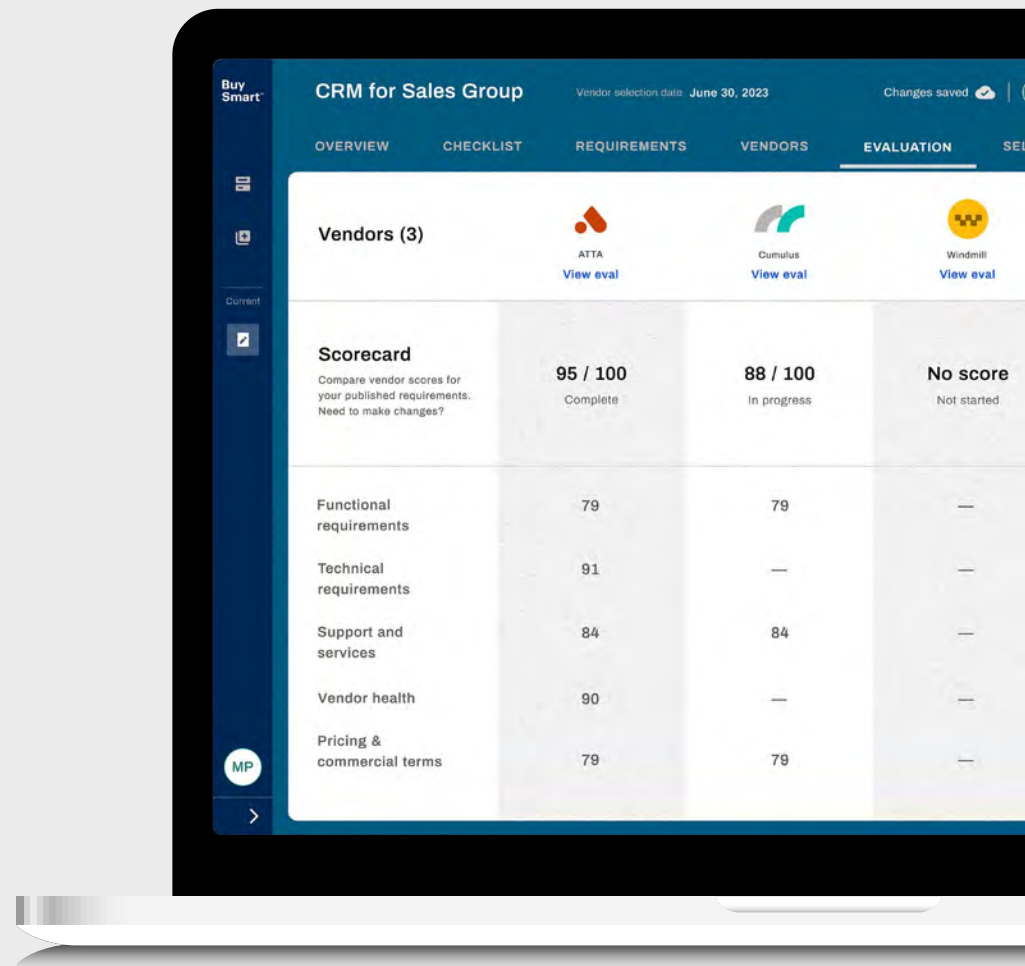 Buy
Smart™
CRM for Sales Group
Vendor selection date June 30, 2023
Changes saved
OVERVIEW CHECKLIST REQUIREMENTS VENDORS EVALUATION SEL
Current
Vendors (3)
ATTA
View eval
Cumulus
View eval
Windmill
View eval
Scorecard
Compare vendor scores for
your published requirements.
Need to make changes?
95 / 100
Complete
88 / 100
In progress
No score
Not started
Functional
requirements
79 79 —
Technical
requirements
91 — —
Support and
services
84 84 —
Vendor health 90 — —
Pricing &
commercial terms
79 79 —
MP